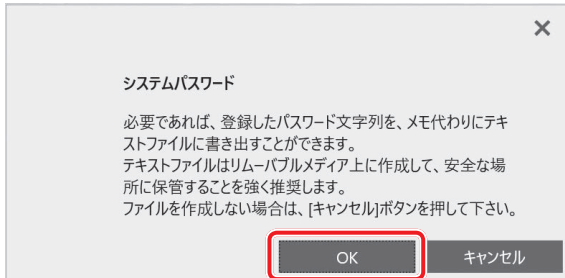 システムパスワード
必要であれば、登録したパスワード文字列を、メモ代わりにテキ
ストファイルに書き出すことができます。
テキストファイルはリムーバブルメディア上に作成して、安全な場
所に保管することを強く推奨します。
ファイルを作成しない場合は、[キャンセル]ボタンを押して下さい。
OK キャンセル